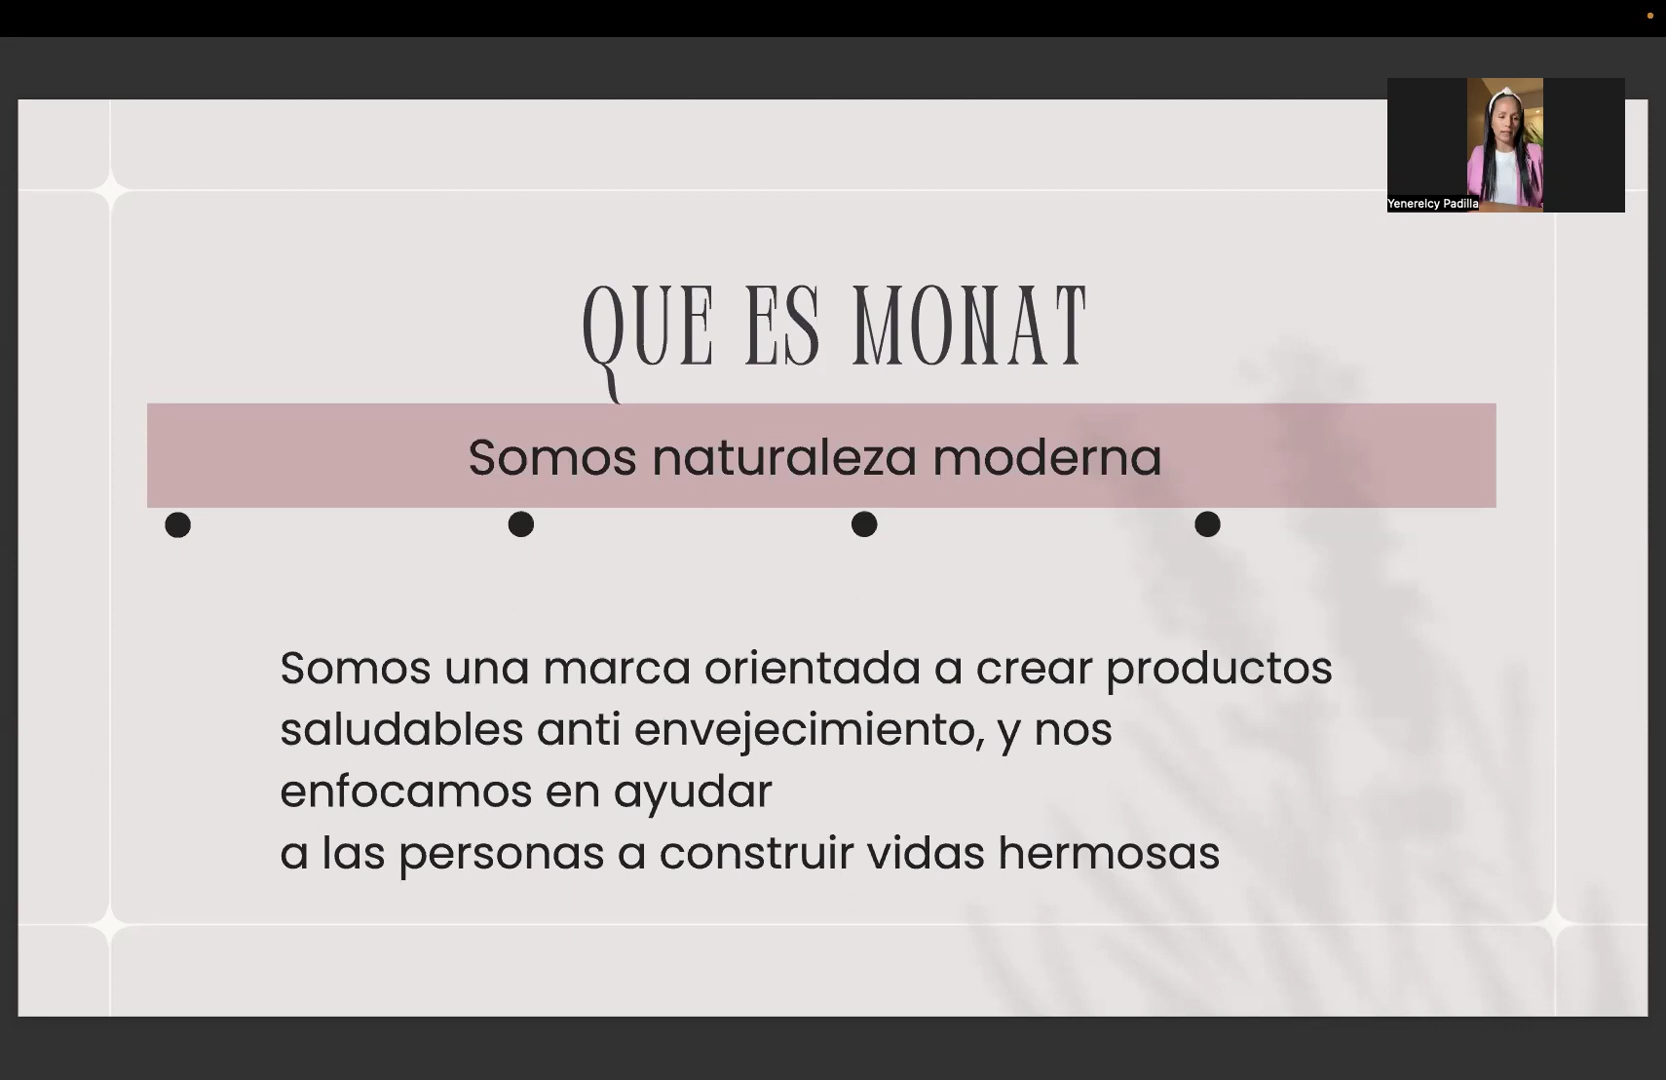 Yenerelcy Padilla
QUE ES MONAT
Somos naturaleza moderna
Somos una marca orientada a crear productos
saludables anti envejecimiento, y nos
enfocamos en ayudar
a las personas a construir vidas hermosas